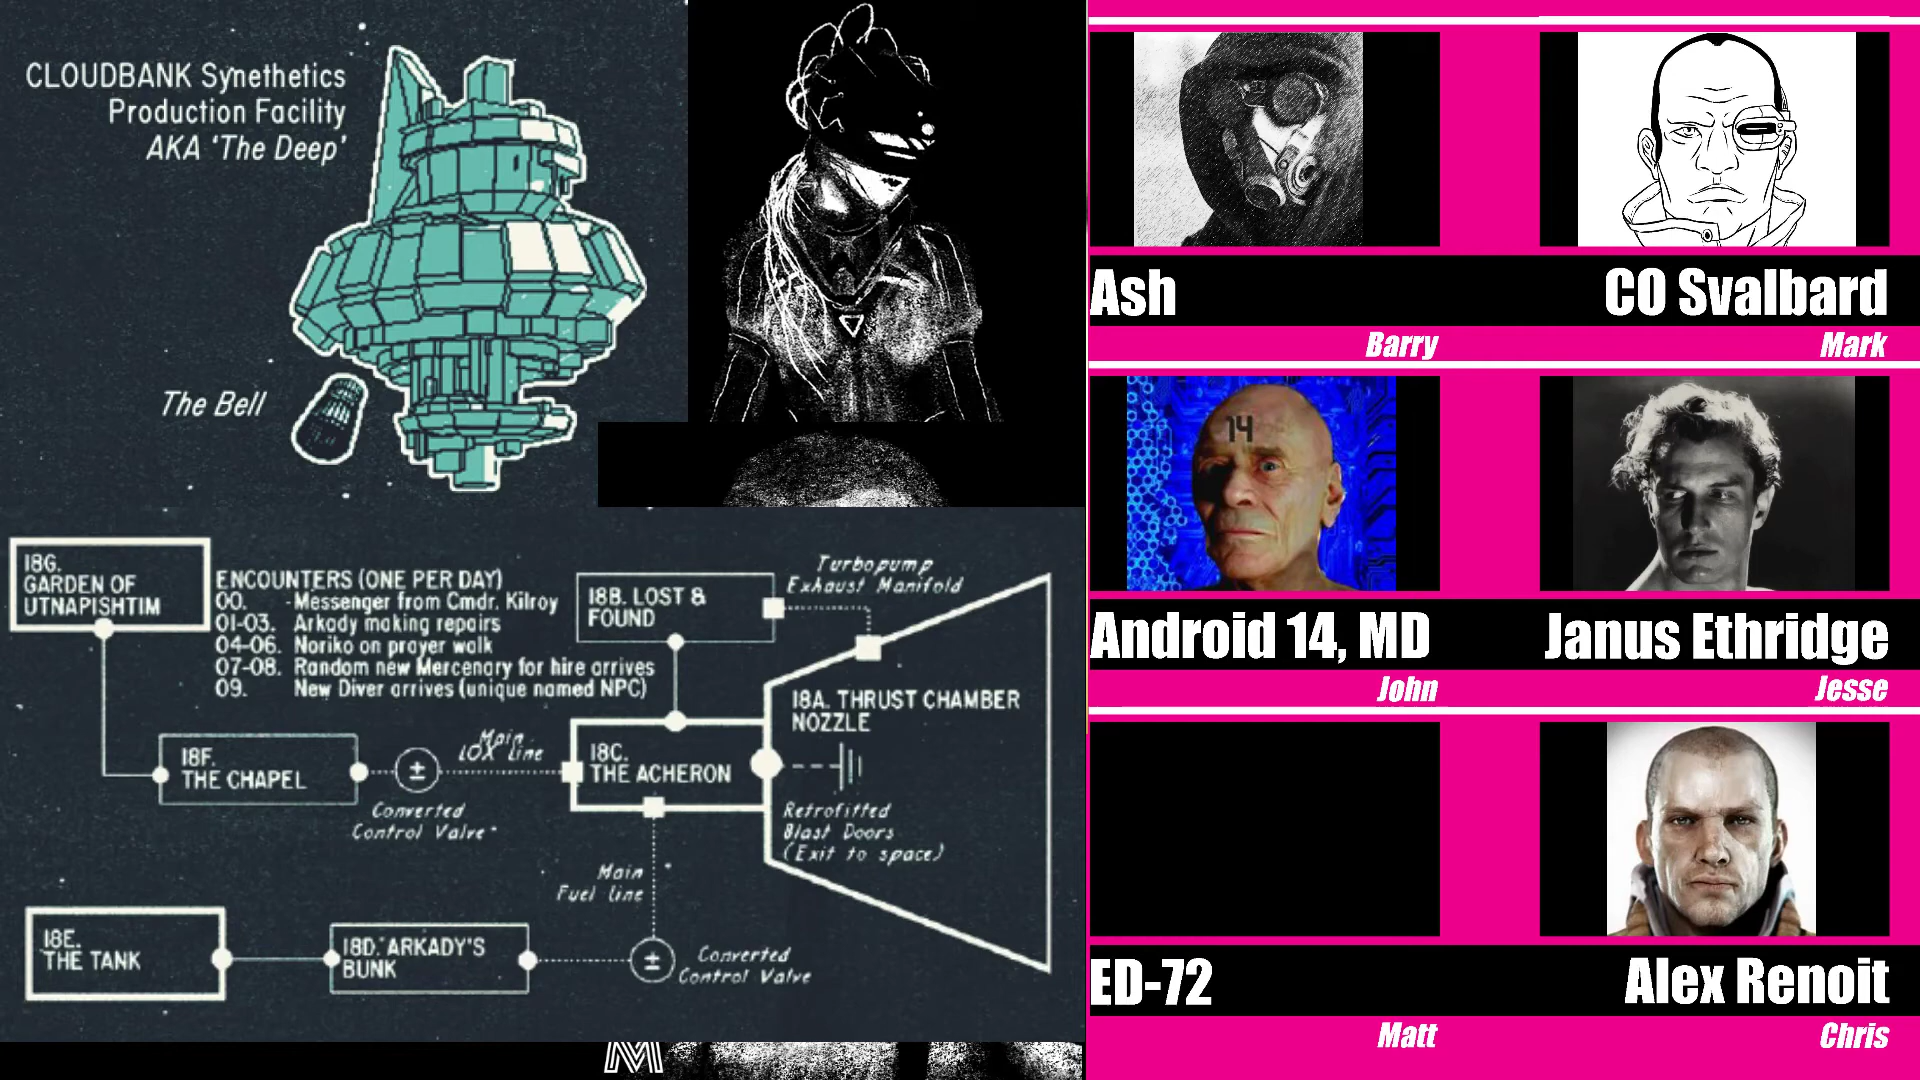 CLOUDBANK Synethetics
Production Facility
AKA 'The Deep'
The Bell
18G.
GARDEN OF
UTNAPISHTIM
ENCOUNTERS (ONE PER DAY)
00. Messenger from Cmdr. Kilroy
01-03. Arkady making repairs
04-06. Noriko on prayer walk
07-08. Random new Mercenary for hire arrives
09. New Diver arrives (unique named NPC)
18B. LOST &
FOUND
Turbopump
Exhaust Manifold
18A. THRUST CHAMBER
NOZZLE
18F.
THE CHAPEL
Main
LOX Line
18C.
THE ACHERON
Converted
Control Valve
Retrofitted
Blast Doors
(Exit to space)
Main
Fuel line
18E.
THE TANK
18D. ARKADY'S
BUNK
Converted
Control Valve
M
14
Ash
Barry
CO Svalbard
Mark
Android 14, MD
John
Janus Ethridge
Jesse
ED-72
Matt
Alex Renoit
Chris